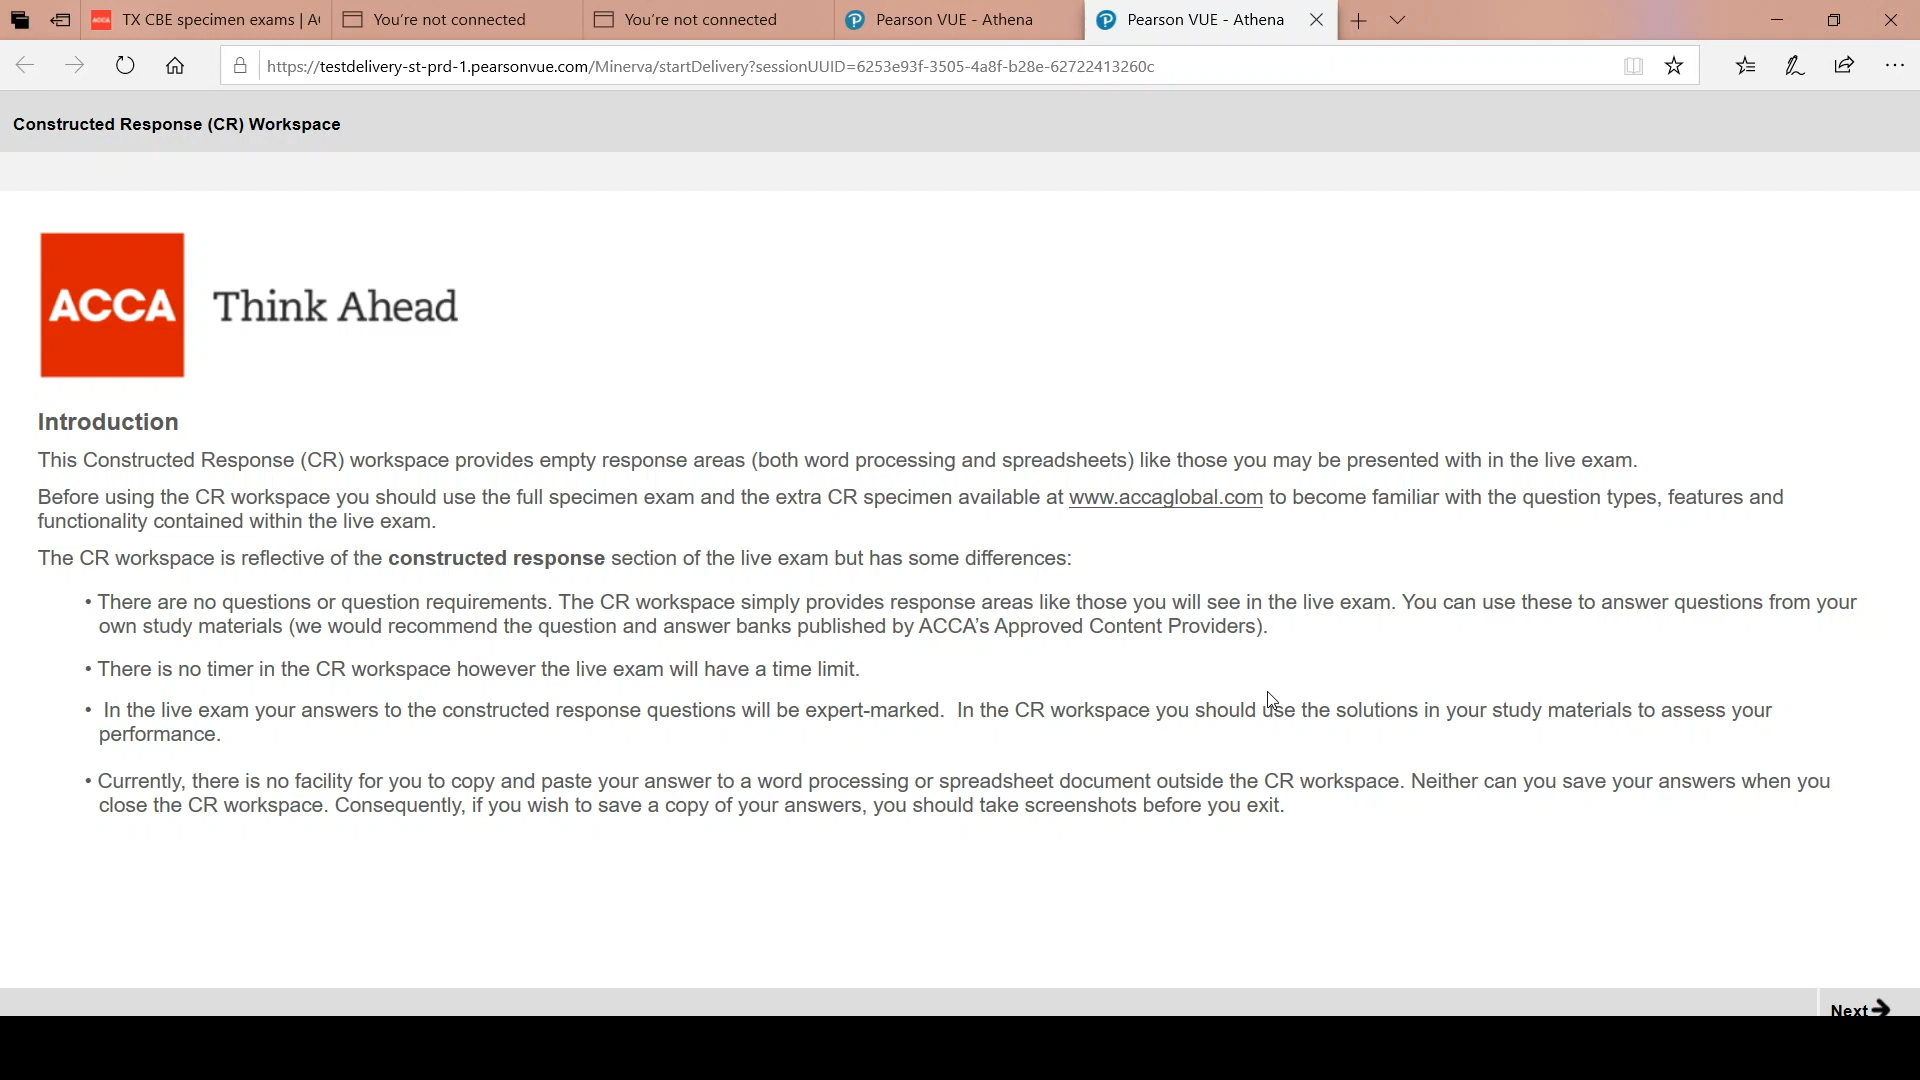 TX CBE specimen exams | A
You're not connected
You're not connected
Pearson VUE - Athena
Pearson VUE - Athena
https://testdelivery-st-prd-1.pearsonvue.com/Minerva/startDelivery?sessionUUID=6253e93f-3505-4a8f-b28e-62722413260c
Constructed Response (CR) Workspace
ACCA
Think Ahead
Introduction
This Constructed Response (CR) workspace provides empty response areas (both word processing and spreadsheets) like those you may be presented with in the live exam.
Before using the CR workspace you should use the full specimen exam and the extra CR specimen available at www.accaglobal.com to become familiar with the question types, features and
functionality contained within the live exam.
The CR workspace is reflective of the constructed response section of the live exam but has some differences:
• There are no questions or question requirements. The CR workspace simply provides response areas like those you will see in the live exam. You can use these to answer questions from your
own study materials (we would recommend the question and answer banks published by ACCA's Approved Content Providers).
• There is no timer in the CR workspace however the live exam will have a time limit.
• In the live exam your answers to the constructed response questions will be expert-marked. In the CR workspace you should use the solutions in your study materials to assess your
performance.
• Currently, there is no facility for you to copy and paste your answer to a word processing or spreadsheet document outside the CR workspace. Neither can you save your answers when you
close the CR workspace. Consequently, if you wish to save a copy of your answers, you should take screenshots before you exit.
Next